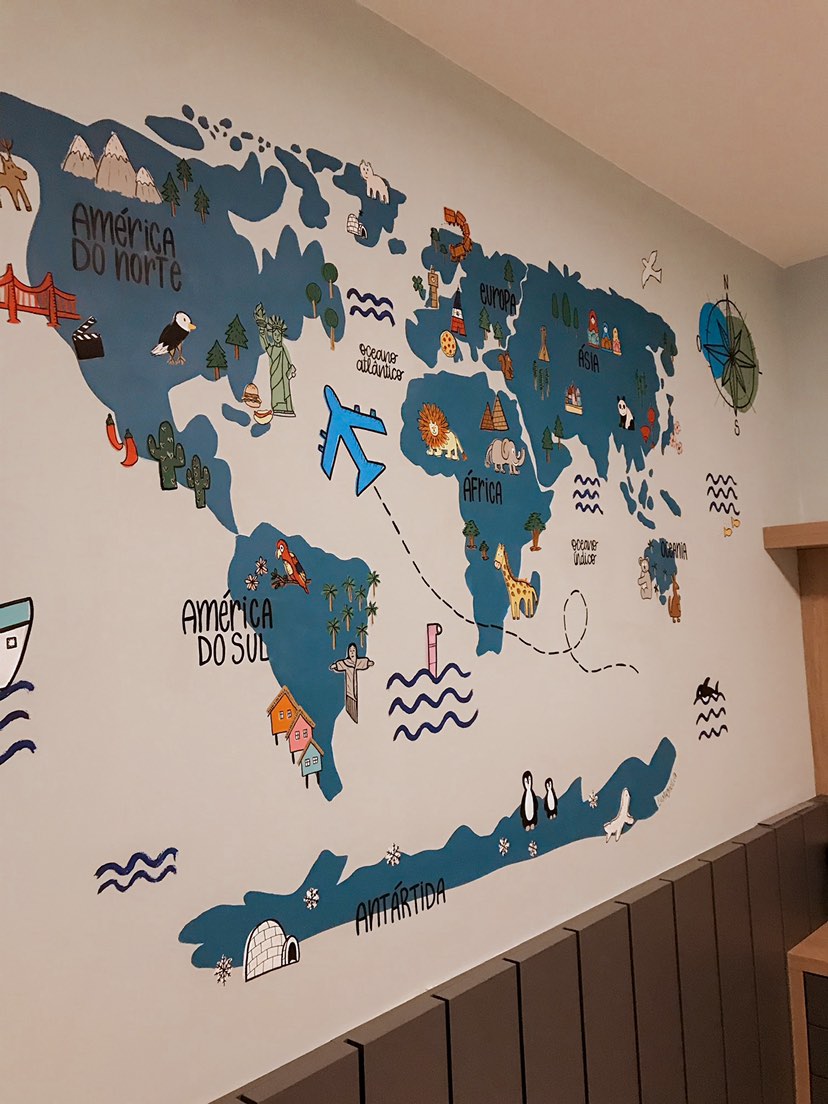 América
do norte
europa
Ásia
oceano
atlântico
N
S
África
oceano
índico
oceania
América
do sul
Antártida